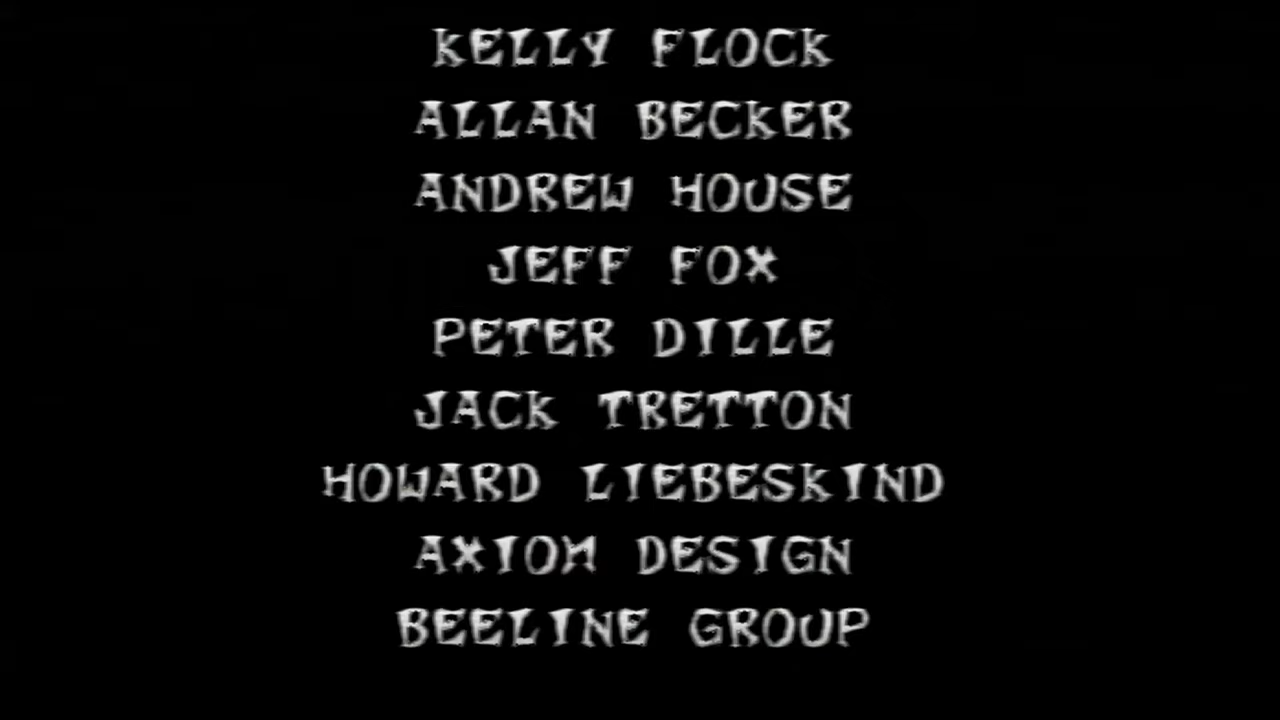 KELLY FLOCK
ALLAN BECKER
ANDREW HOUSE
JEFF FOX
PETER DILLE
JACK TRETTON
HOWARD LIEBESKIND
AXIOM DESIGN
BEELINE GROUP